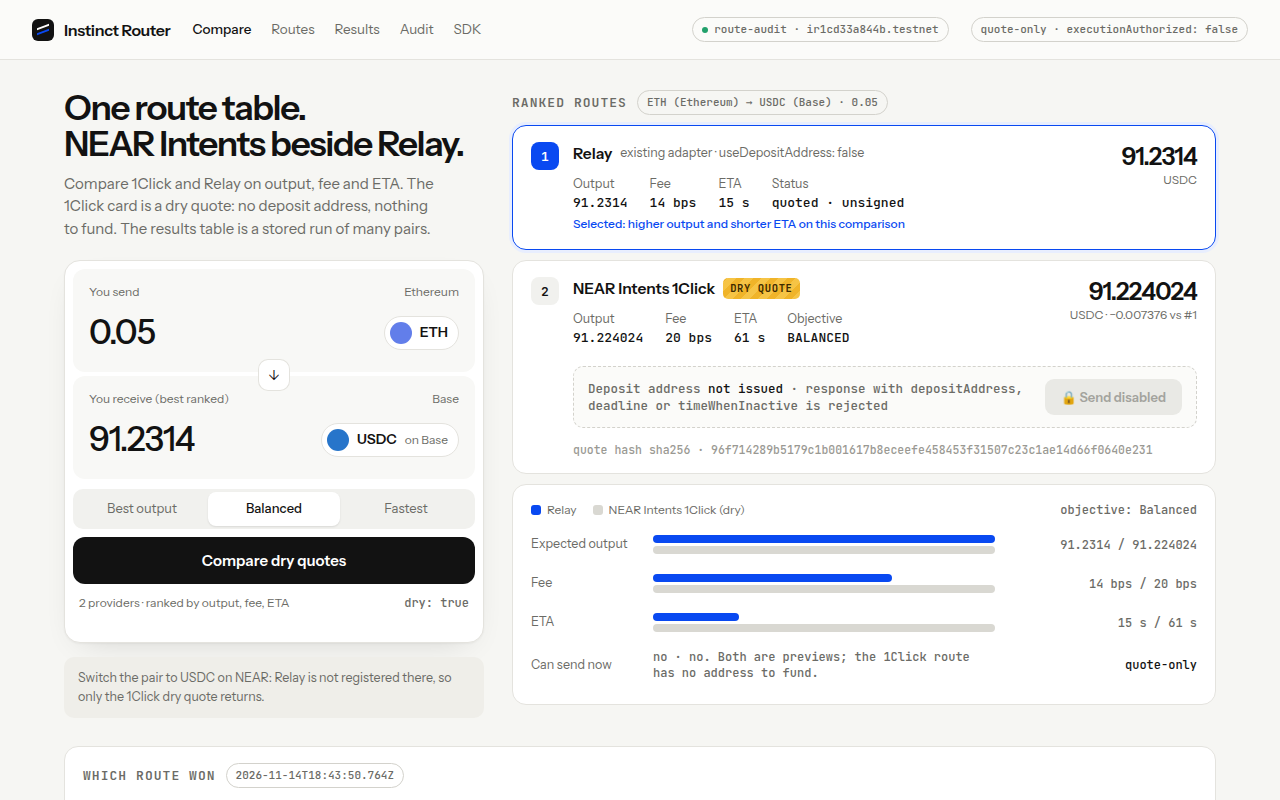 Instinct Router
Compare
Routes
Results
Audit
SDK
route-audit · ir1cd33a844b.testnet
quote-only · executionAuthorized: false
One route table.
NEAR Intents beside Relay.
Compare 1Click and Relay on output, fee and ETA. The
1Click card is a dry quote: no deposit address, nothing
to fund. The results table is a stored run of many pairs.
You send
Ethereum
0.05
ETH
↓
You receive (best ranked)
Base
91.2314
USDC on Base
Best output
Balanced
Fastest
Compare dry quotes
2 providers · ranked by output, fee, ETA
dry: true
Switch the pair to USDC on NEAR: Relay is not registered there, so
only the 1Click dry quote returns.
RANKED ROUTES
ETH (Ethereum) → USDC (Base) · 0.05
1
Relay existing adapter · useDepositAddress: false
91.2314
USDC
Output
Fee
ETA
Status
91.2314
14 bps
15 s
quoted · unsigned
Selected: higher output and shorter ETA on this comparison
2
NEAR Intents 1Click
DRY QUOTE
91.224024
USDC · −0.007376 vs #1
Output
Fee
ETA
Objective
91.224024
20 bps
61 s
BALANCED
Deposit address not issued · response with depositAddress,
deadline or timeWhenInactive is rejected
🔒 Send disabled
quote hash sha256 · 96f714289b5179c1b001617b8eceefe458453f31507c23c1ae14d66f0640e231
Relay
NEAR Intents 1Click (dry)
objective: Balanced
Expected output
91.2314 / 91.224024
Fee
14 bps / 20 bps
ETA
15 s / 61 s
Can send now
no · no. Both are previews; the 1Click route
has no address to fund.
quote-only
WHICH ROUTE WON
2026-11-14T18:43:50.764Z